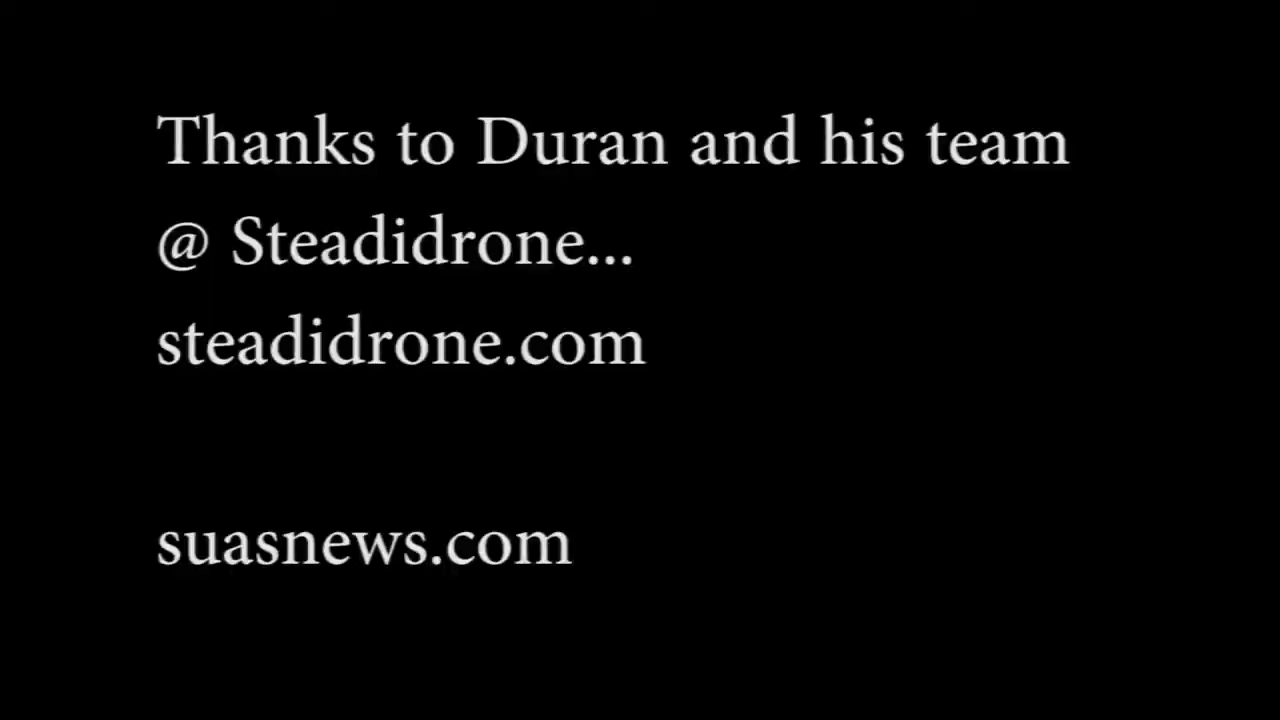 Thanks to Duran and his team
@ Steadidrone...
steadidrone.com
suasnews.com